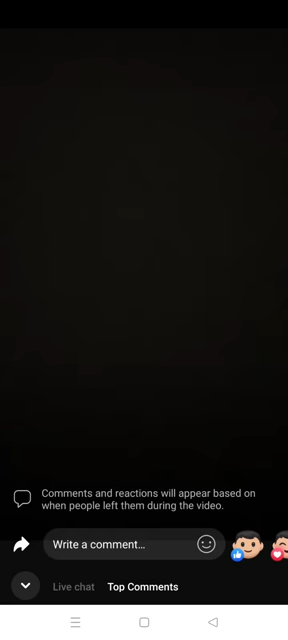 Comments and reactions will appear based on
when people left them during the video.
Write a comment...
Live chat Top Comments